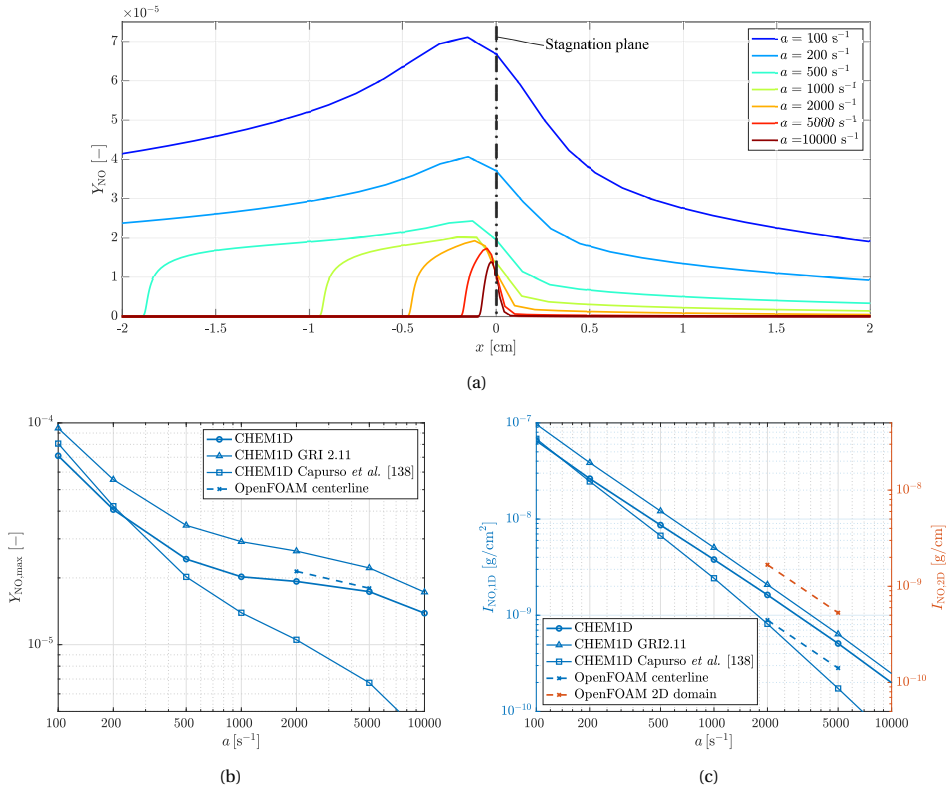 ×10⁻⁵
7
6
5
4
3
2
1
0
Y_NO [−]
Stagnation plane
a = 100 s⁻¹
a = 200 s⁻¹
a = 500 s⁻¹
a = 1000 s⁻¹
a = 2000 s⁻¹
a = 5000 s⁻¹
a =10000 s⁻¹
-2 -1.5 -1 -0.5 0 0.5 1 1.5 2
x [cm]
(a)
10⁻⁴
10⁻⁵
Y_NO,max [−]
CHEM1D
CHEM1D GRI 2.11
CHEM1D Capurso et al. [138]
OpenFOAM centerline
100 200 500 1000 2000 5000 10000
a [s⁻¹]
(b)
10⁻⁷
10⁻⁸
10⁻⁹
10⁻¹⁰
I_NO,1D [g/cm²]
CHEM1D
CHEM1D GRI2.11
CHEM1D Capurso et al. [138]
OpenFOAM centerline
OpenFOAM 2D domain
10⁻⁸
10⁻⁹
10⁻¹⁰
I_NO,2D [g/cm]
100 200 500 1000 2000 5000 10000
a [s⁻¹]
(c)